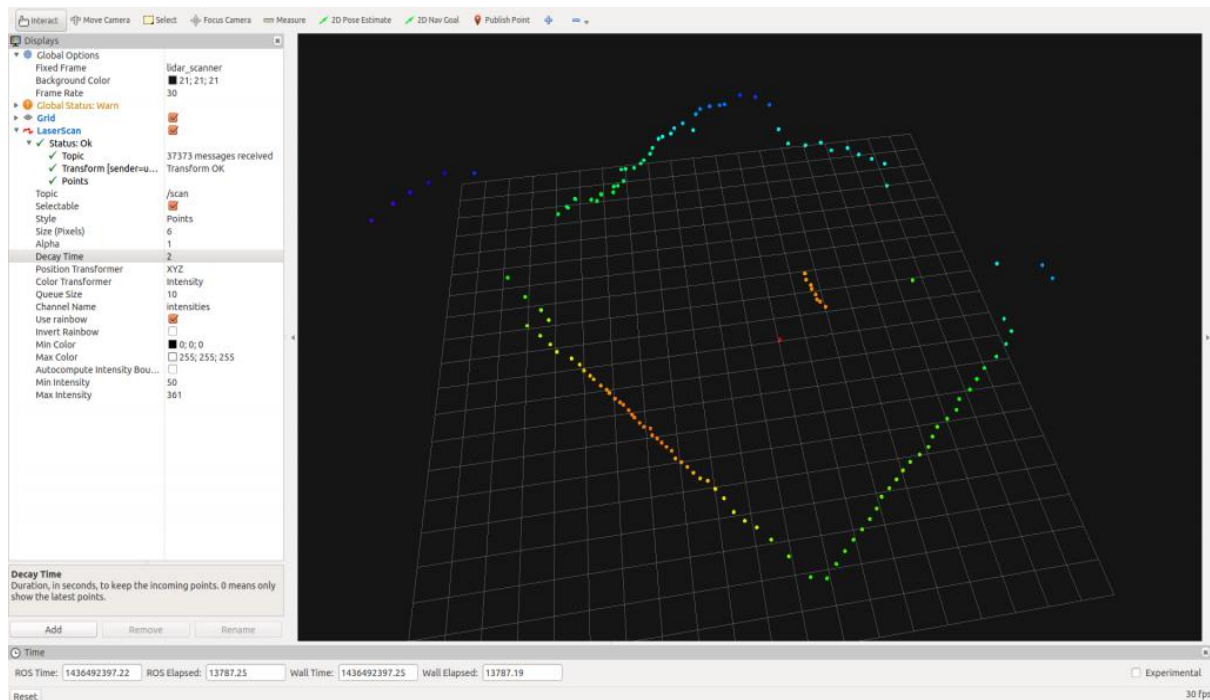 Interact Move Camera Select Focus Camera Measure 2D Pose Estimate 2D Nav Goal Publish Point
Displays
Global Options
Fixed Frame lidar_scanner
Background Color 21; 21; 21
Frame Rate 30
Global Status: Warn
Grid
LaserScan
Status: Ok
Topic 37373 messages received
Transform [sender=u... Transform OK
Points
Topic /scan
Selectable
Style Points
Size (Pixels) 6
Alpha 1
Decay Time 2
Position Transformer XYZ
Color Transformer Intensity
Queue Size 10
Channel Name intensities
Use rainbow
Invert Rainbow
Min Color 0; 0; 0
Max Color 255; 255; 255
Autocompute Intensity Bou...
Min Intensity 50
Max Intensity 361
Decay Time
Duration, in seconds, to keep the incoming points. 0 means only
show the latest points.
Add Remove Rename
Time
ROS Time: 1436492397.22 ROS Elapsed: 13787.25 Wall Time: 1436492397.25 Wall Elapsed: 13787.19 Experimental
Reset 30 fps